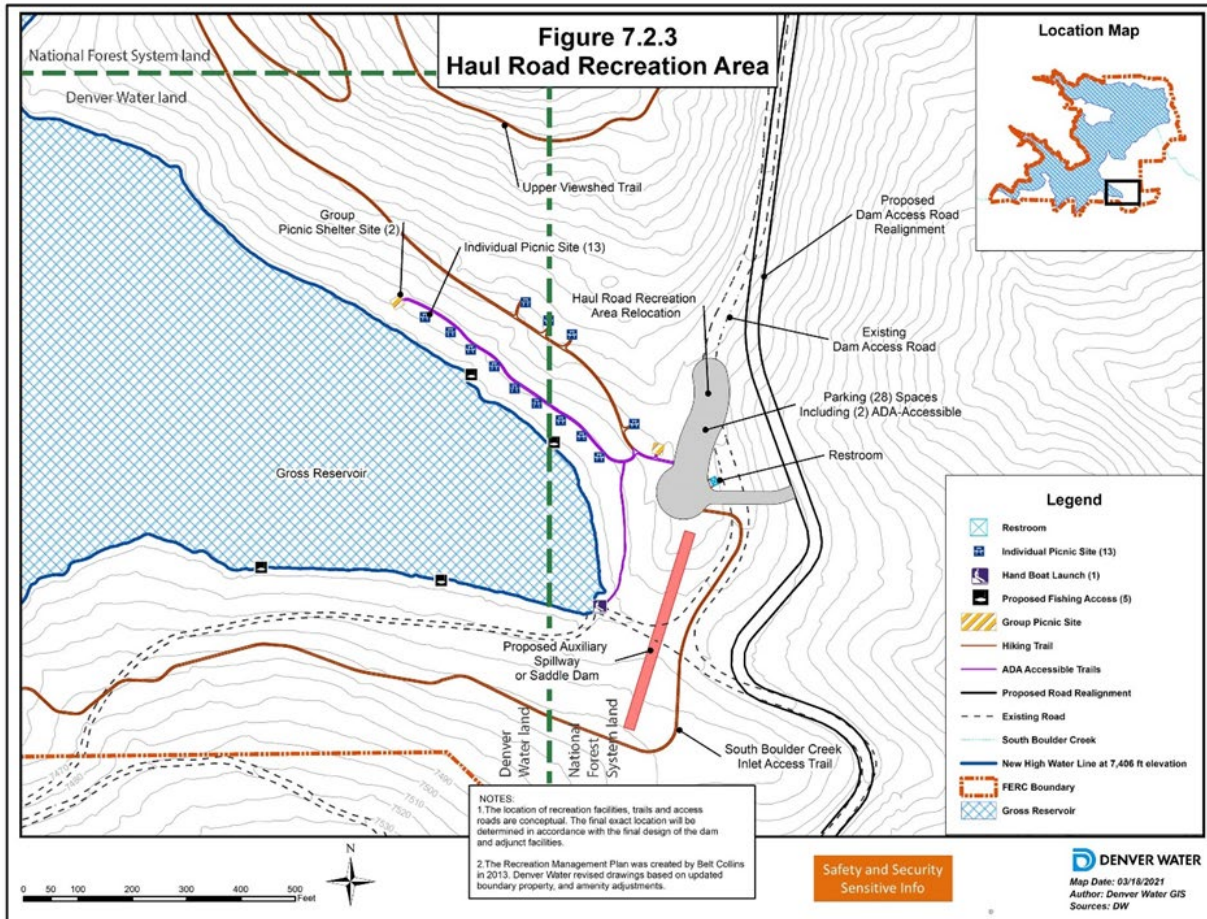 Figure 7.2.3
Haul Road Recreation Area
National Forest System land
Denver Water land
Location Map
Upper Viewshed Trail
Group
Picnic Shelter Site (2)
Individual Picnic Site (13)
Proposed
Dam Access Road
Realignment
Haul Road Recreation
Area Relocation
Existing
Dam Access Road
Parking (28) Spaces
Including (2) ADA-Accessible
Restroom
Gross Reservoir
Proposed Auxiliary
Spillway
or Saddle Dam
Denver
Water land
National
Forest
System land
South Boulder Creek
Inlet Access Trail
7470
7490
7500
7510
7520
7530
Legend
Restroom
Individual Picnic Site (13)
Hand Boat Launch (1)
Proposed Fishing Access (5)
Group Picnic Site
Hiking Trail
ADA Accessible Trails
Proposed Road Realignment
Existing Road
South Boulder Creek
New High Water Line at 7,406 ft elevation
FERC Boundary
Gross Reservoir
NOTES:
1.The location of recreation facilities, trails and access
roads are conceptual. The final exact location will be
determined in accordance with the final design of the dam
and adjunct facilities.
2.The Recreation Management Plan was created by Belt Collins
in 2013. Denver Water revised drawings based on updated
boundary property, and amenity adjustments.
N
0 50 100 200 300 400 500
Feet
Safety and Security
Sensitive Info
DENVER WATER
Map Date: 03/18/2021
Author: Denver Water GIS
Sources: DW